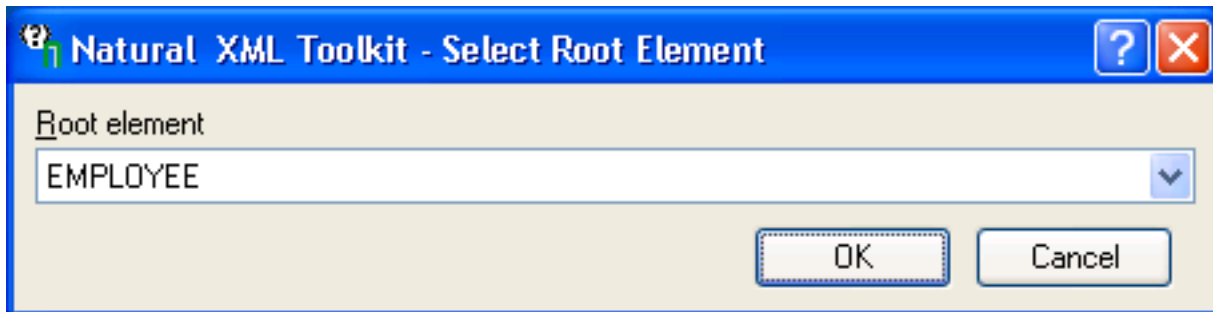 Natural XML Toolkit - Select Root Element
Root element
EMPLOYEE
OK Cancel